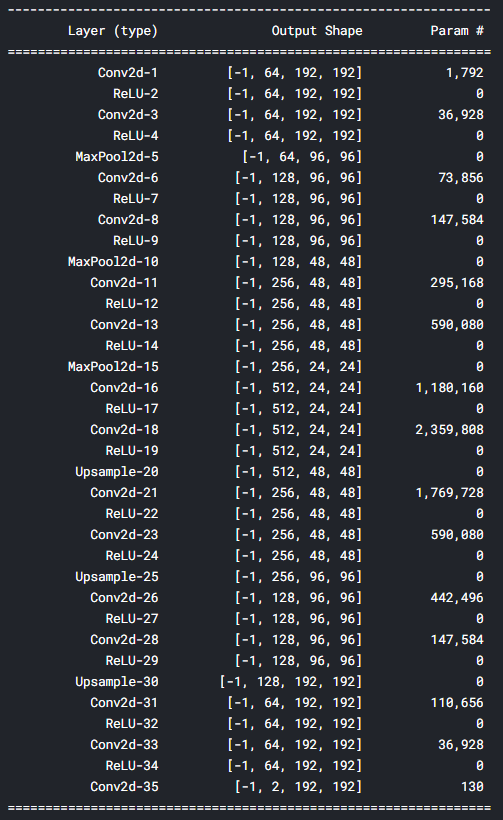 ----------------------------------------------------------------
Layer (type) Output Shape Param #
================================================================
Conv2d-1 [-1, 64, 192, 192] 1,792
ReLU-2 [-1, 64, 192, 192] 0
Conv2d-3 [-1, 64, 192, 192] 36,928
ReLU-4 [-1, 64, 192, 192] 0
MaxPool2d-5 [-1, 64, 96, 96] 0
Conv2d-6 [-1, 128, 96, 96] 73,856
ReLU-7 [-1, 128, 96, 96] 0
Conv2d-8 [-1, 128, 96, 96] 147,584
ReLU-9 [-1, 128, 96, 96] 0
MaxPool2d-10 [-1, 128, 48, 48] 0
Conv2d-11 [-1, 256, 48, 48] 295,168
ReLU-12 [-1, 256, 48, 48] 0
Conv2d-13 [-1, 256, 48, 48] 590,080
ReLU-14 [-1, 256, 48, 48] 0
MaxPool2d-15 [-1, 256, 24, 24] 0
Conv2d-16 [-1, 512, 24, 24] 1,180,160
ReLU-17 [-1, 512, 24, 24] 0
Conv2d-18 [-1, 512, 24, 24] 2,359,808
ReLU-19 [-1, 512, 24, 24] 0
Upsample-20 [-1, 512, 48, 48] 0
Conv2d-21 [-1, 256, 48, 48] 1,769,728
ReLU-22 [-1, 256, 48, 48] 0
Conv2d-23 [-1, 256, 48, 48] 590,080
ReLU-24 [-1, 256, 48, 48] 0
Upsample-25 [-1, 256, 96, 96] 0
Conv2d-26 [-1, 128, 96, 96] 442,496
ReLU-27 [-1, 128, 96, 96] 0
Conv2d-28 [-1, 128, 96, 96] 147,584
ReLU-29 [-1, 128, 96, 96] 0
Upsample-30 [-1, 128, 192, 192] 0
Conv2d-31 [-1, 64, 192, 192] 110,656
ReLU-32 [-1, 64, 192, 192] 0
Conv2d-33 [-1, 64, 192, 192] 36,928
ReLU-34 [-1, 64, 192, 192] 0
Conv2d-35 [-1, 2, 192, 192] 130
================================================================